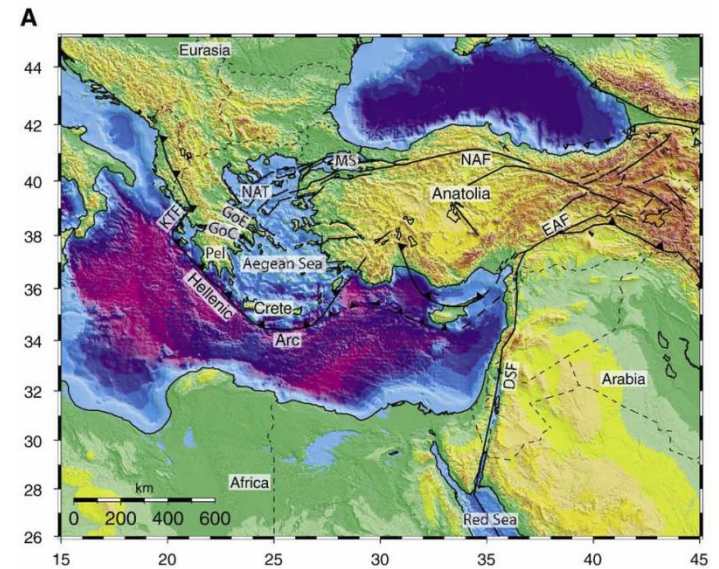 A
Eurasia
44
42
MS
NAF
NAT
40
Anatolia
GoE
KTF
GoC
EAF
38
Pel
Aegean Sea
36
Hellenic
Crete
34
Arc
DSF
32
Arabia
30
Africa
28
km
0 200 400 600
Red Sea
26
15 20 25 30 35 40 45